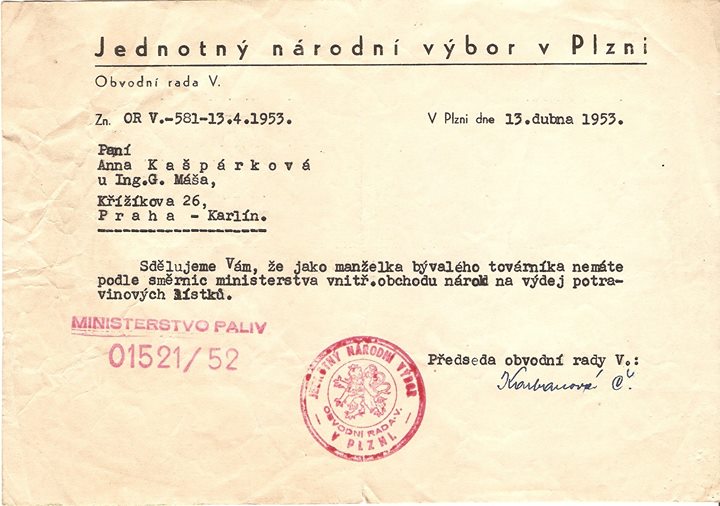 Jednotný národní výbor v Plzni
Obvodní rada V.
Zn. OR V.-581-13.4.1953.
V Plzni dne 13.dubna 1953.
Paní
Anna Kašpárková
u Ing.G. Máša,
Křížíkova 26,
Praha - Karlín.
Sdělujeme Vám, že jako manželka bývalého továrníka nemáte
podle směrnic ministerstva vnitř.obchodu nárok na výdej potra-
vinových lístků.
MINISTERSTVO PALIV
01521/52
JEDNOTNÝ NÁRODNÍ VÝBOR
OBVODNÍ RADA V.
V PLZNI.
Předseda obvodní rady V.:
Karbanová Č.